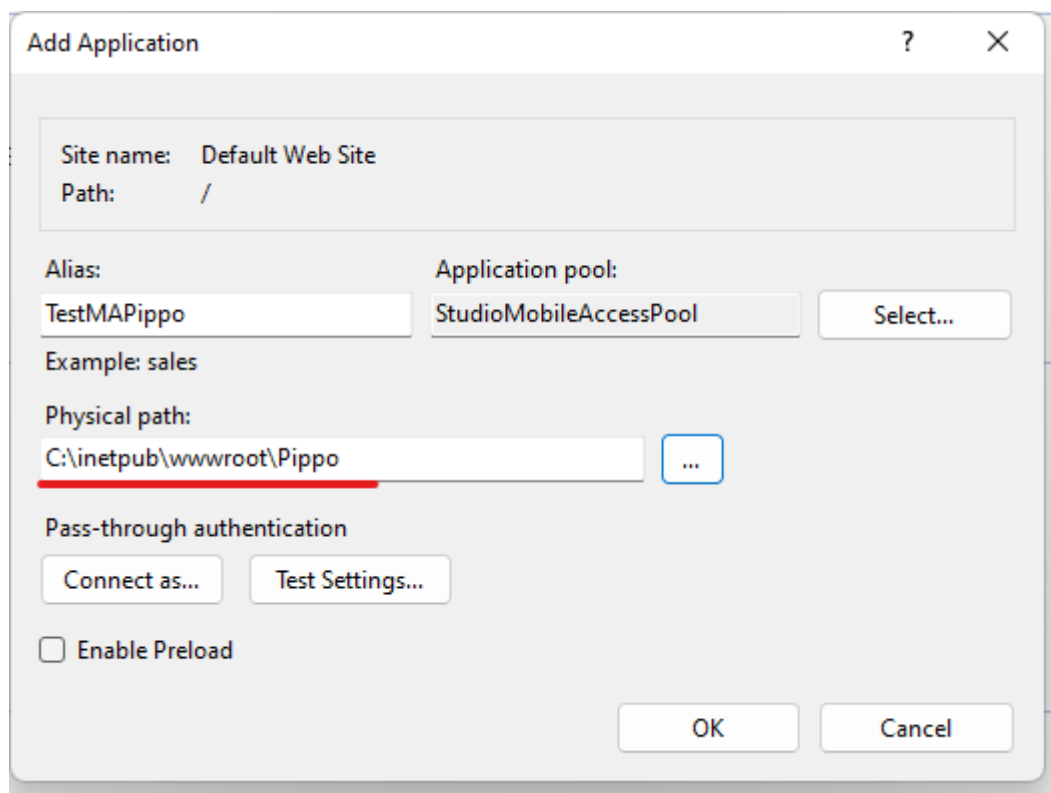 Add Application
?
Site name: Default Web Site
Path: /
Alias: Application pool:
TestMAPippo StudioMobileAccessPool Select...
Example: sales
Physical path:
C:\inetpub\wwwroot\Pippo ...
Pass-through authentication
Connect as... Test Settings...
Enable Preload
OK Cancel